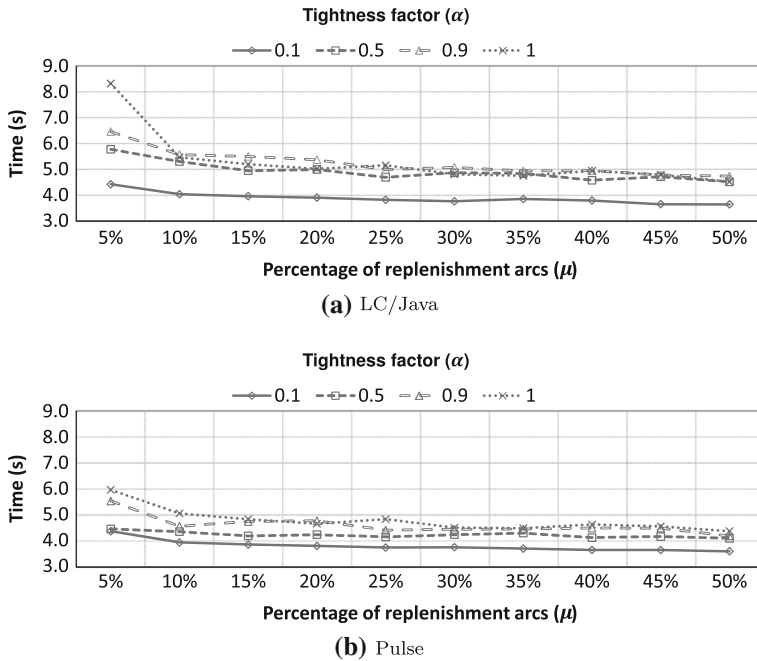 Tightness factor (α)
0.1 0.5 0.9 1
9.0
8.0
7.0
6.0
5.0
4.0
3.0
Time (s)
5% 10% 15% 20% 25% 30% 35% 40% 45% 50%
Percentage of replenishment arcs (μ)
(a) LC/Java
Tightness factor (α)
0.1 0.5 0.9 1
9.0
8.0
7.0
6.0
5.0
4.0
3.0
Time (s)
5% 10% 15% 20% 25% 30% 35% 40% 45% 50%
Percentage of replenishment arcs (μ)
(b) Pulse